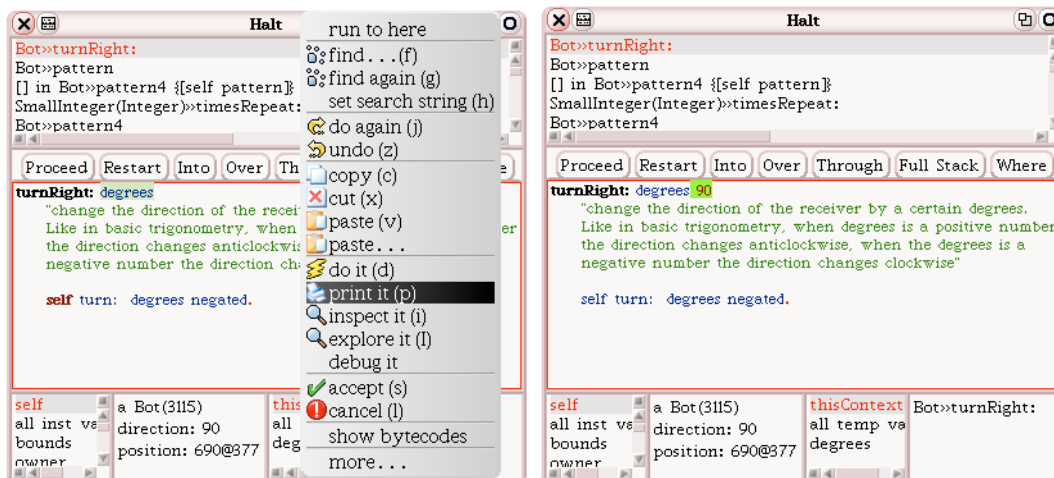 Halt
Bot»turnRight:
Bot»pattern
[] in Bot»pattern4 {[self pattern]}
SmallInteger(Integer)»timesRepeat:
Bot»pattern4
Proceed Restart Into Over Th
turnRight: degrees
"change the direction of the
Like in basic trigonometry, when
the direction changes
negative number the direction
self turn: degrees negated.
self
all inst va
bounds
owner
a Bot(3115)
direction: 90
position: 690@377
this
all
deg
run to here
find...(f)
find again (g)
set search string (h)
do again (j)
undo (z)
copy (c)
cut (x)
paste (v)
paste...
do it (d)
print it (p)
inspect it (i)
explore it (I)
debug it
accept (s)
cancel (l)
show bytecodes
more...
Halt
Bot»turnRight:
Bot»pattern
[] in Bot»pattern4 {[self pattern]}
SmallInteger(Integer)»timesRepeat:
Bot»pattern4
Proceed Restart Into Over Through Full Stack Where
turnRight: degrees 90
"change the direction of the receiver by a certain degrees.
Like in basic trigonometry, when degrees is a positive number
the direction changes anticlockwise, when the degrees is a
negative number the direction changes clockwise"
self turn: degrees negated.
self
all inst va
bounds
owner
a Bot(3115)
direction: 90
position: 690@377
thisContext
all temp va
degrees
Bot»turnRight: